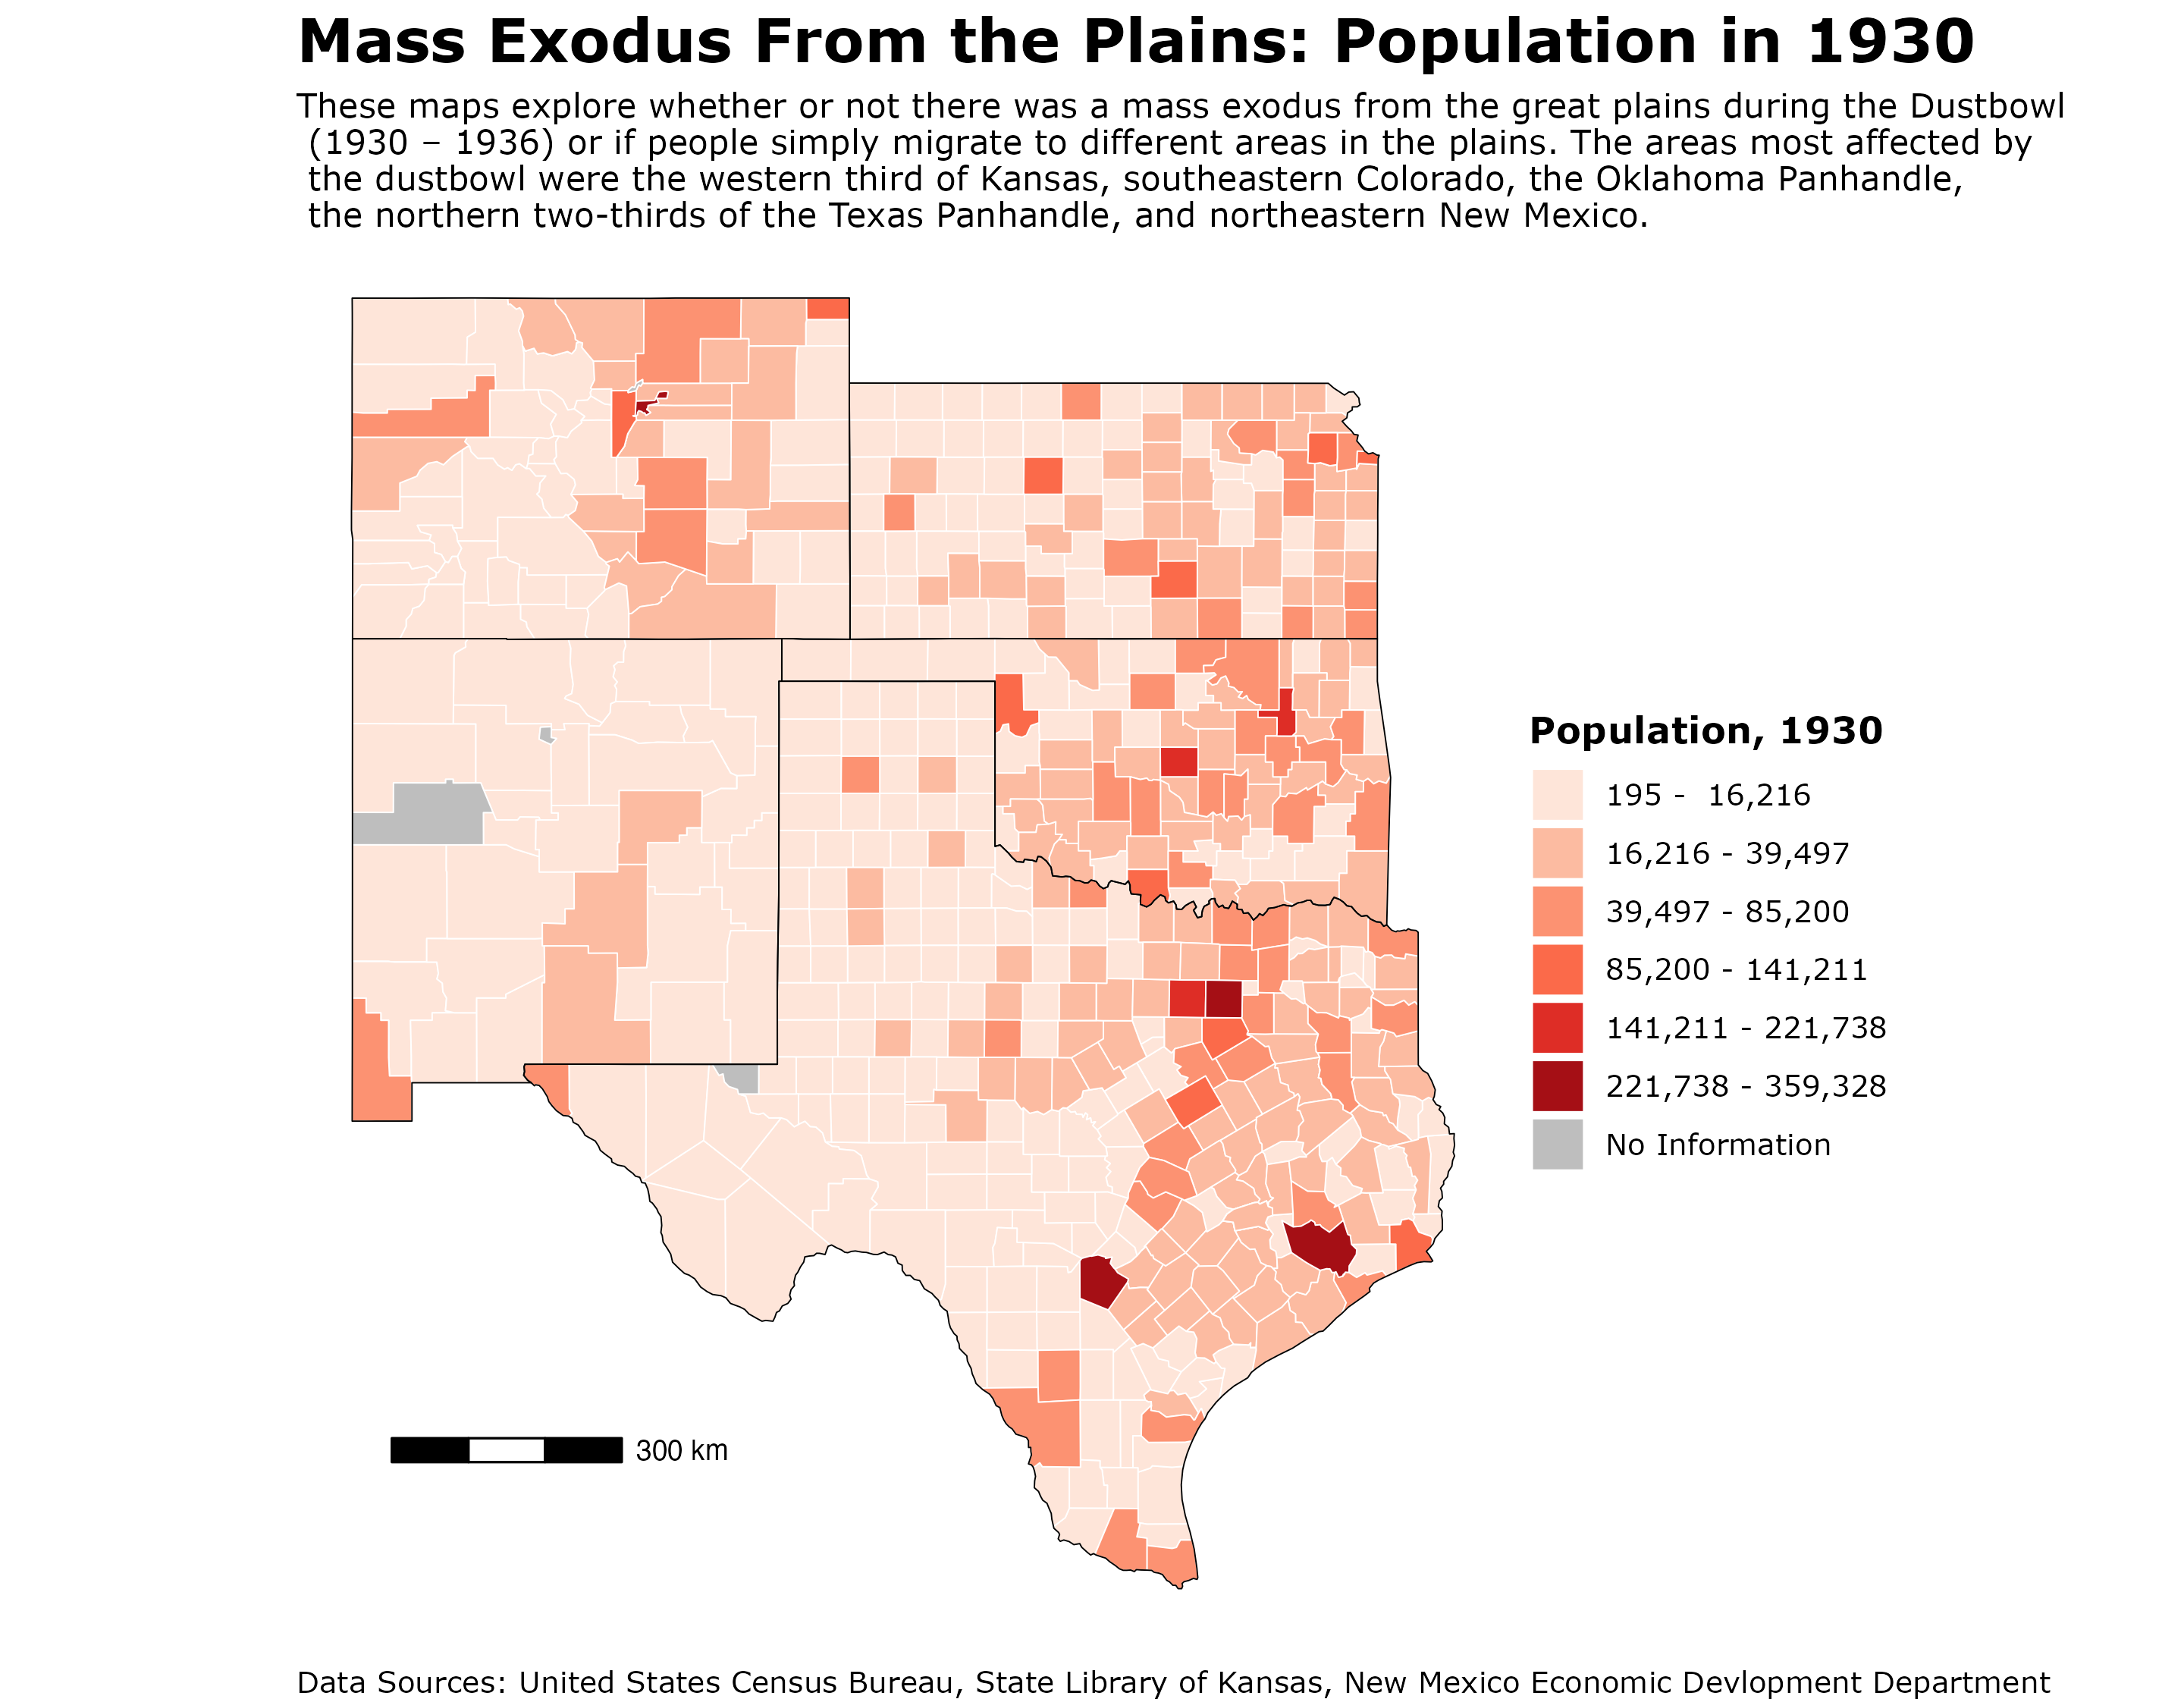 Mass Exodus From the Plains: Population in 1930
These maps explore whether or not there was a mass exodus from the great plains during the Dustbowl
(1930 – 1936) or if people simply migrate to different areas in the plains. The areas most affected by
the dustbowl were the western third of Kansas, southeastern Colorado, the Oklahoma Panhandle,
the northern two-thirds of the Texas Panhandle, and northeastern New Mexico.
Population, 1930
195 -  16,216
16,216 - 39,497
39,497 - 85,200
85,200 - 141,211
141,211 - 221,738
221,738 - 359,328
No Information
300 km
Data Sources: United States Census Bureau, State Library of Kansas, New Mexico Economic Devlopment Department